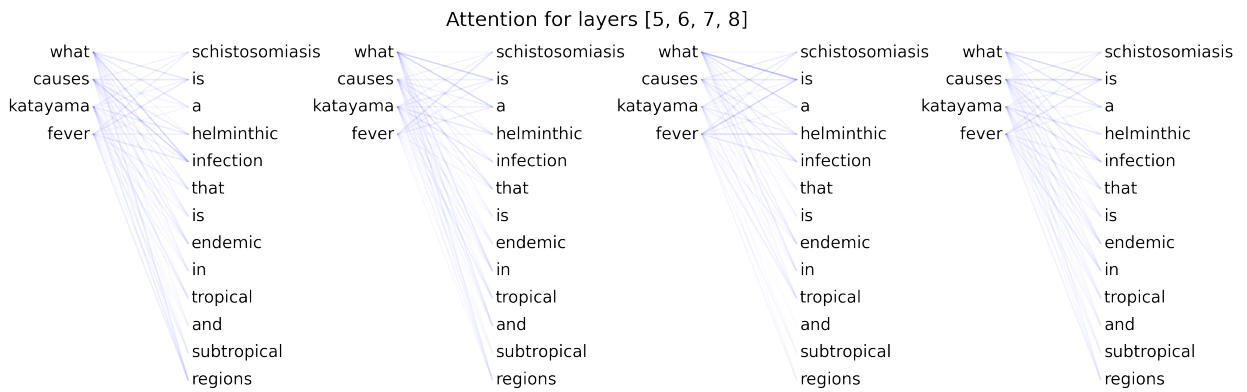 Attention for layers [5, 6, 7, 8]
what schistosomiasis what schistosomiasis what schistosomiasis what schistosomiasis
causes is causes is causes is causes is
katayama a katayama a katayama a katayama a
fever helminthic fever helminthic fever helminthic fever helminthic
infection infection infection infection
that that that that
is is is is
endemic endemic endemic endemic
in in in in
tropical tropical tropical tropical
and and and and
subtropical subtropical subtropical subtropical
regions regions regions regions